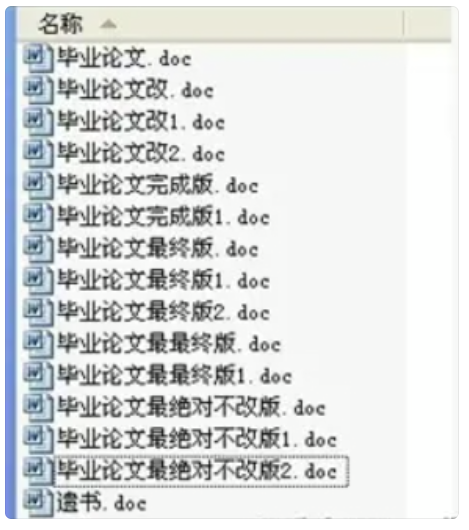 名称
毕业论文.doc
毕业论文改.doc
毕业论文改1.doc
毕业论文改2.doc
毕业论文完成版.doc
毕业论文完成版1.doc
毕业论文最终版.doc
毕业论文最终版1.doc
毕业论文最终版2.doc
毕业论文最最终版.doc
毕业论文最最终版1.doc
毕业论文最绝对不改版.doc
毕业论文最绝对不改版1.doc
毕业论文最绝对不改版2.doc
遗书.doc